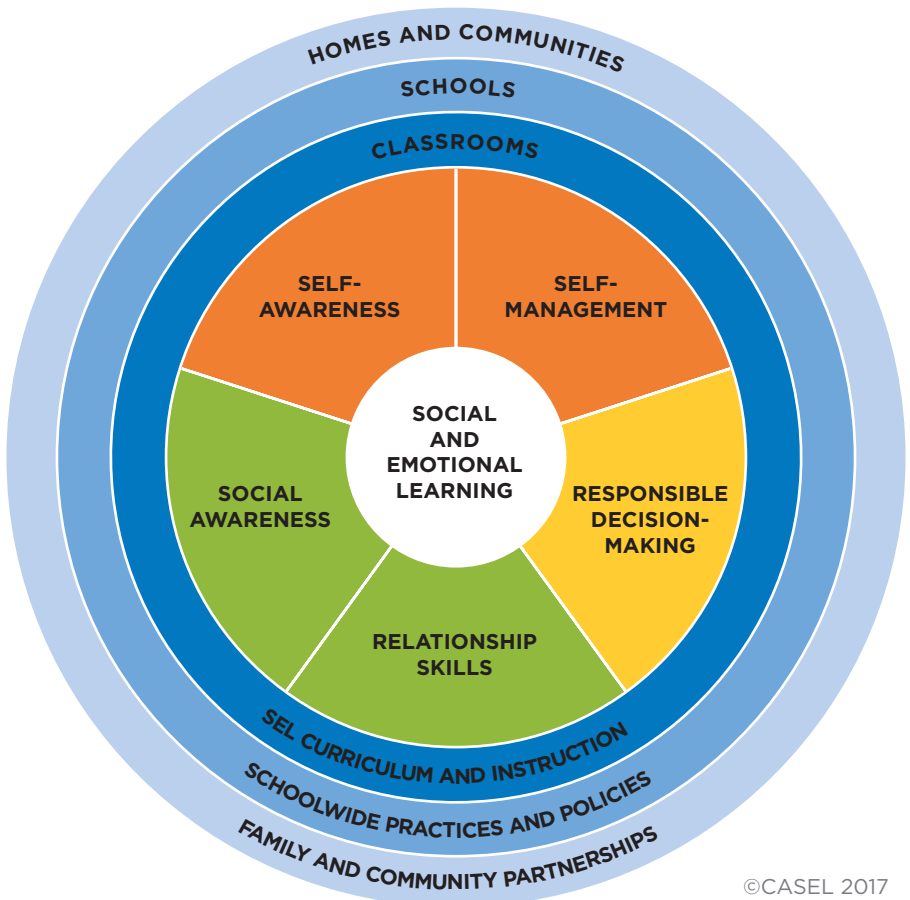 HOMES AND COMMUNITIES
SCHOOLS
CLASSROOMS
SELF-
AWARENESS
SELF-
MANAGEMENT
SOCIAL
AND
EMOTIONAL
LEARNING
SOCIAL
AWARENESS
RESPONSIBLE
DECISION-
MAKING
RELATIONSHIP
SKILLS
SEL CURRICULUM AND INSTRUCTION
SCHOOLWIDE PRACTICES AND POLICIES
FAMILY AND COMMUNITY PARTNERSHIPS
©CASEL 2017